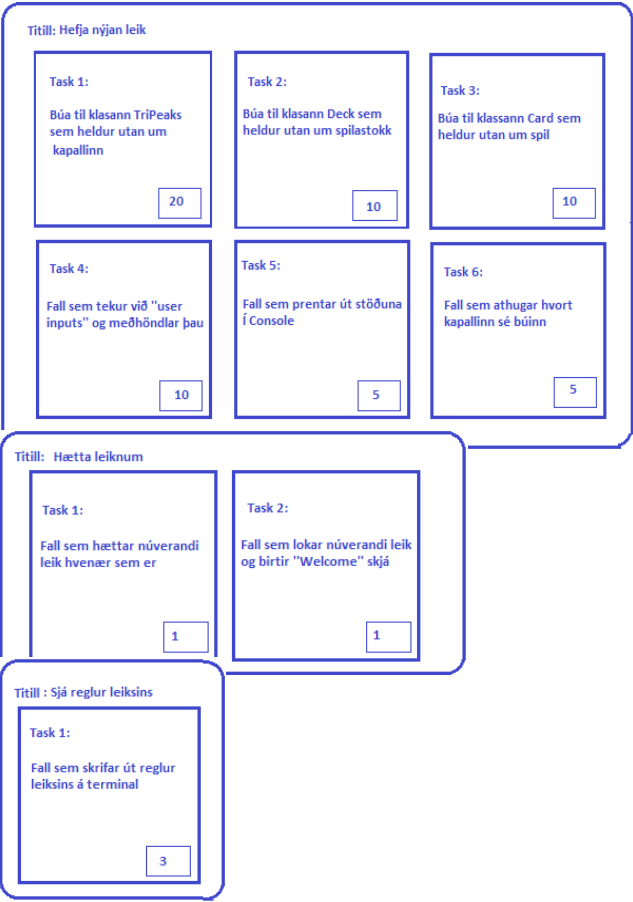 Titill: Hefja nýjan leik
Task 1:
Búa til klasann TriPeaks
sem heldur utan um
kapallinn
20
Task 2:
Búa til klasann Deck sem
heldur utan um spilastokk
10
Task 3:
Búa til klassann Card sem
heldur utan um spil
10
Task 4:
Fall sem tekur við "user
inputs" og meðhöndlar þau
10
Task 5:
Fall sem prentar út stöðuna
Í Console
5
Task 6:
Fall sem athugar hvort
kapallinn sé búinn
5
Titill: Hætta leiknum
Task 1:
Fall sem hættar núverandi
leik hvenær sem er
1
Task 2:
Fall sem lokar núverandi leik
og birtir "Welcome" skjá
1
Titill : Sjá reglur leiksins
Task 1:
Fall sem skrifar út reglur
leiksins á terminal
3